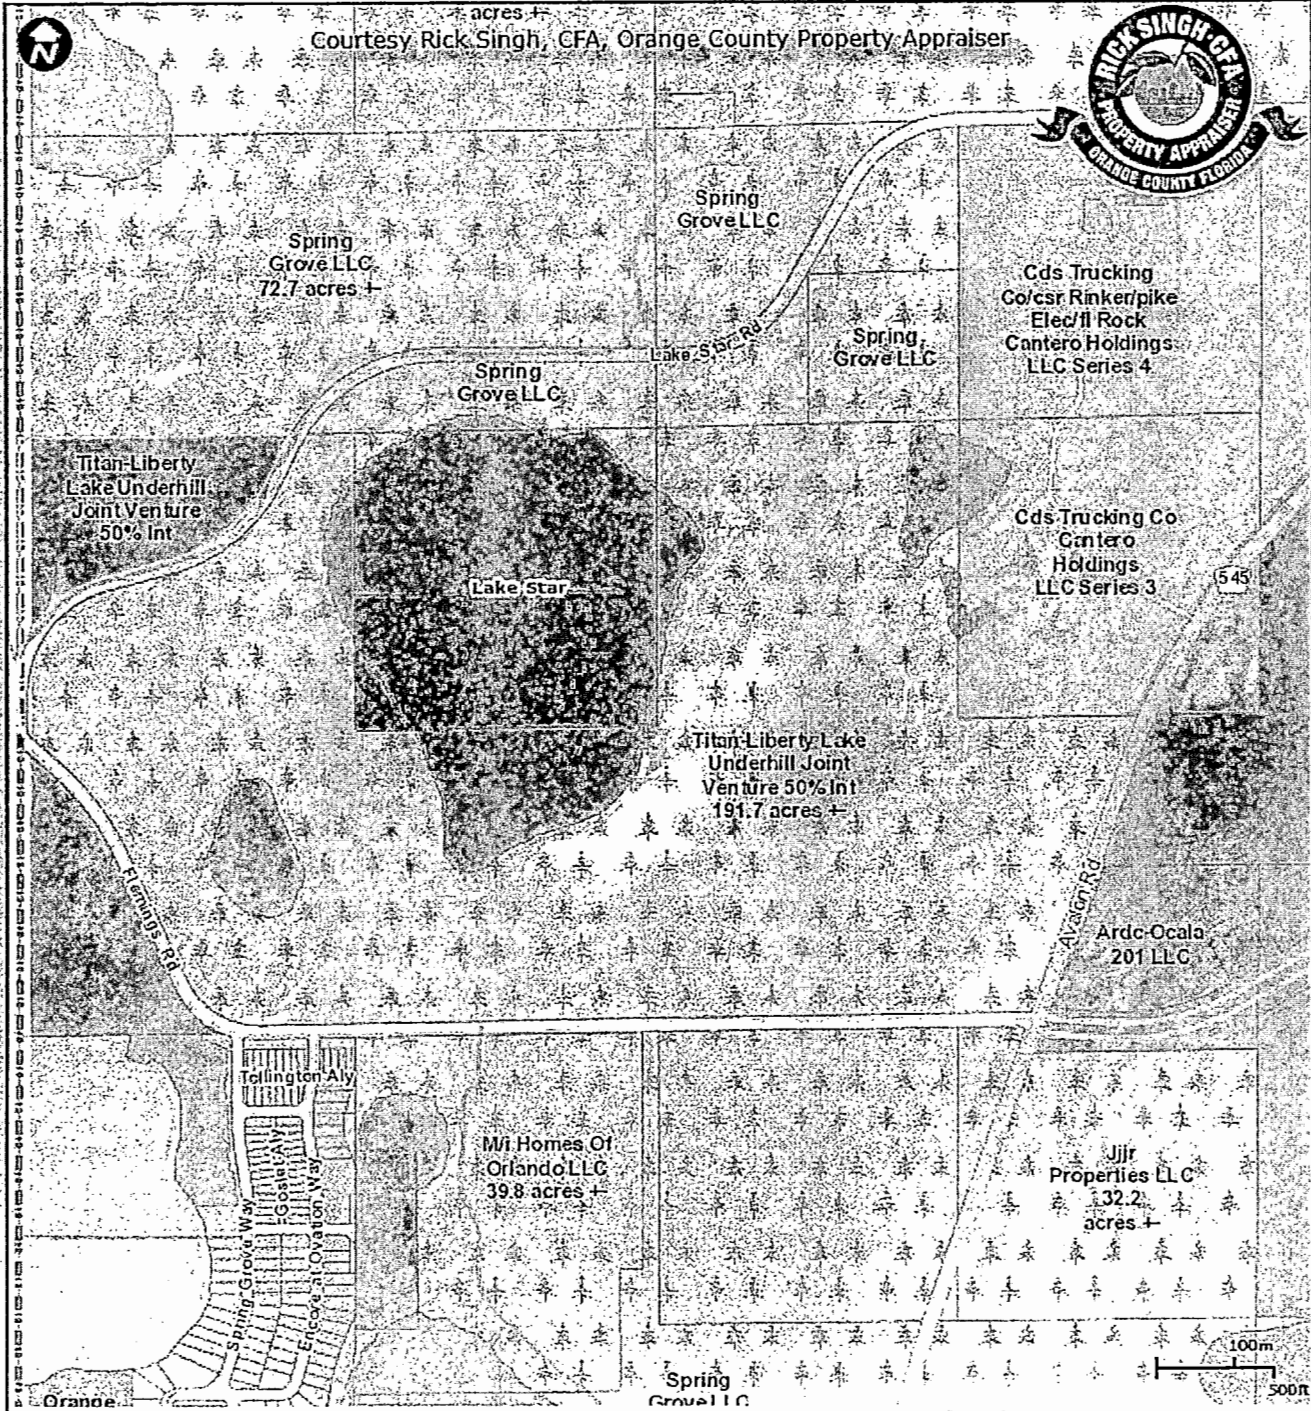 acres +-
Courtesy Rick Singh, CFA, Orange County Property Appraiser
N
RICK SINGH, CFA
PROPERTY APPRAISER
ORANGE COUNTY FLORIDA
Spring
Grove LLC
Spring
Grove LLC
72.7 acres +-
Cds Trucking
Co/csr Rinker/pike
Elec/fl Rock
Cantero Holdings
LLC Series 4
Lake Star Rd
Spring
Grove LLC
Spring
Grove LLC
Titan-Liberty
Lake Underhill
Joint Venture
50% Int
Cds Trucking Co
Cantero
Holdings
LLC Series 3
545
Lake Star
Titan-Liberty Lake
Underhill Joint
Venture 50% Int
191.7 acres +-
Flemings Rd
Avalon Rd
Ardc-Ocala
201 LLC
Tellington Aly
M/i Homes Of
Orlando LLC
39.8 acres +-
Jjjr
Properties LLC
32.2
acres +-
Spring Grove Way
Goslar Aly
Encore at Ovation Way
100m
500ft
Spring
Grove LLC
Orange